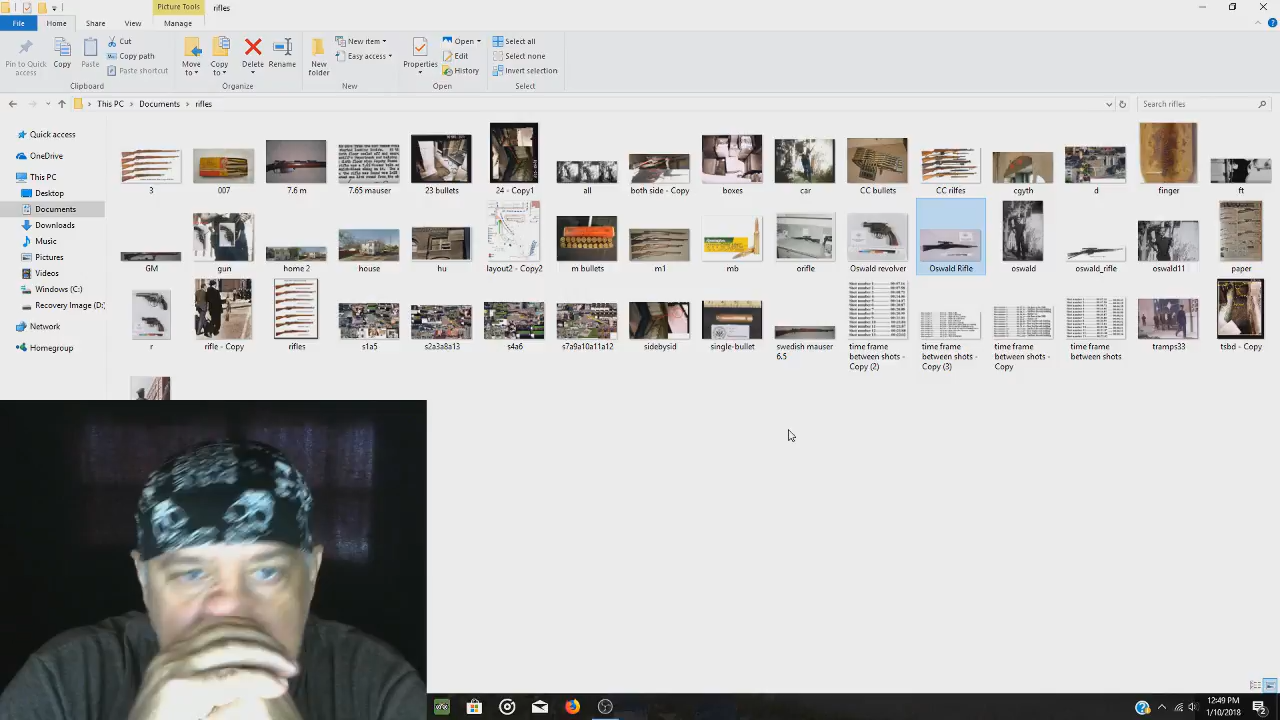 Picture Tools rifles
File Home Share View Manage
Pin to Quick access
Copy
Paste
Cut
Copy path
Paste shortcut
Move to
Copy to
Delete
Rename
New folder
New item
Easy access
Properties
Open
Edit
History
Select all
Select none
Invert selection
Clipboard Organize New Open Select
This PC Documents rifles Search rifles
Quick access
OneDrive
This PC
Desktop
Documents
Downloads
Music
Pictures
Videos
Windows (C:)
Recovery Image (D:
Network
Homegroup
3 007 7.6 m 7.65 mauser 23 bullets 24 - Copy1 all both side - Copy boxes car CC bullets CC rilfes cgyth d finger ft
GM gun home 2 house hu layout2 - Copy2 m bullets m1 mb orifle Oswald revolver Oswald Rifle oswald oswald_rifle oswald11 paper
r rifle - Copy rifles s1a5 s2a3a8a13 s4a6 s7a9a10a11a12 sidebysid single-bullet swedish mauser 6.5 time frame between shots - Copy (2) time frame between shots - Copy (3) time frame between shots - Copy time frame between shots tramps33 tsbd - Copy
12:49 PM
1/10/2018